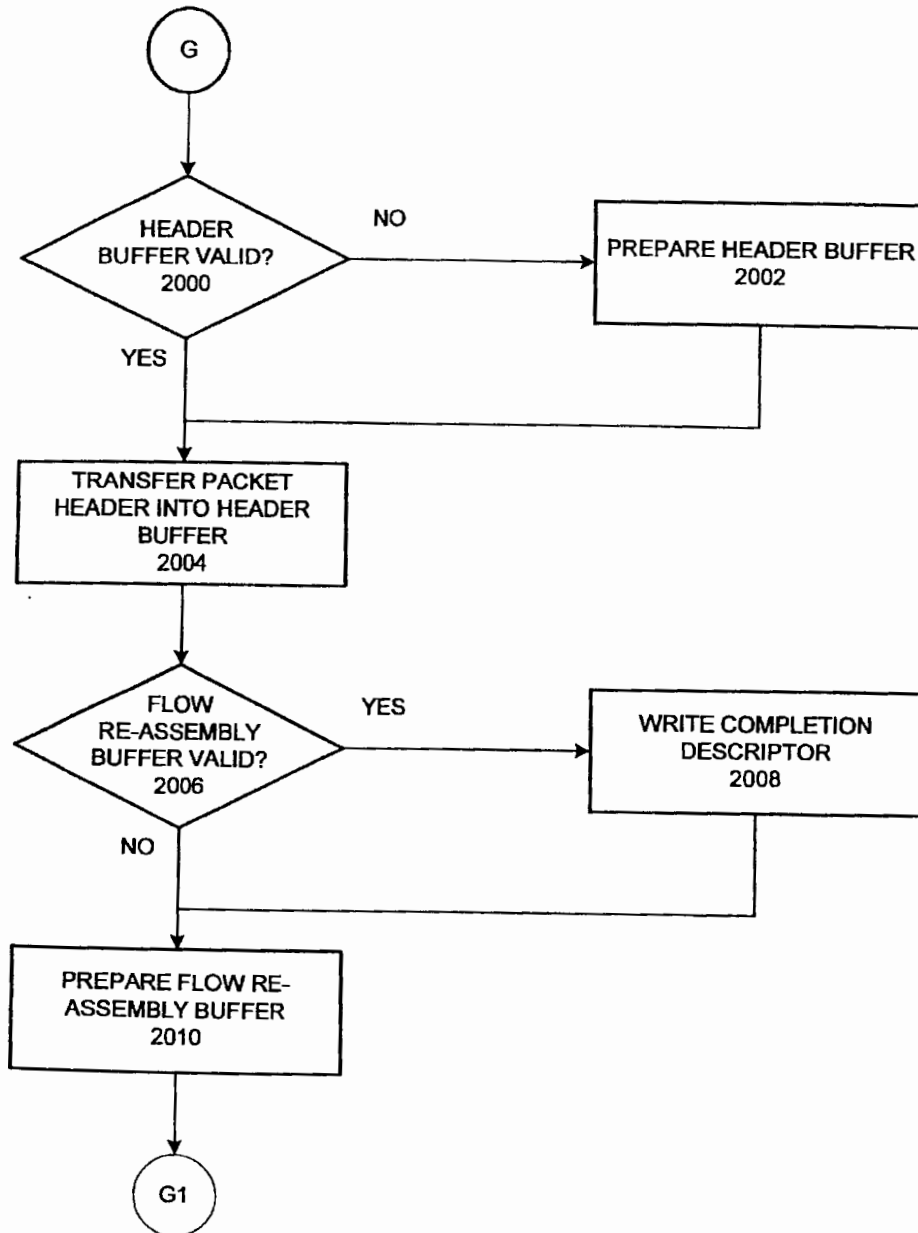 G
HEADER
BUFFER VALID?
2000
NO
PREPARE HEADER BUFFER
2002
YES
TRANSFER PACKET
HEADER INTO HEADER
BUFFER
2004
FLOW
RE-ASSEMBLY
BUFFER VALID?
2006
YES
WRITE COMPLETION
DESCRIPTOR
2008
NO
PREPARE FLOW RE-
ASSEMBLY BUFFER
2010
G1